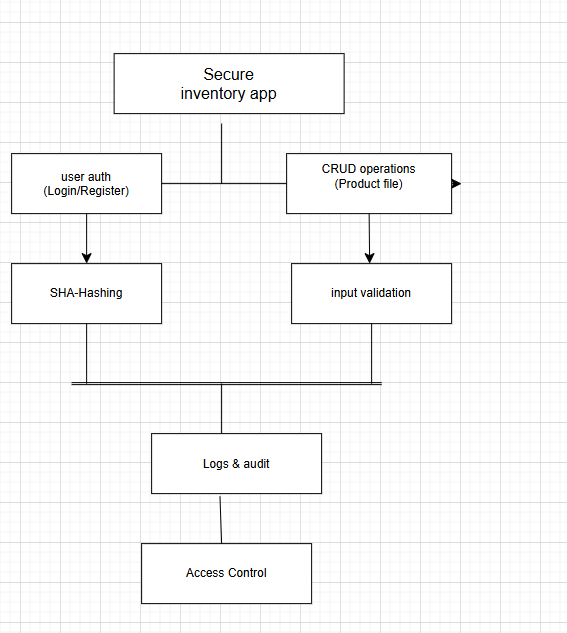 Secure
inventory app
user auth
(Login/Register)
CRUD operations
(Product file)
SHA-Hashing
input validation
Logs & audit
Access Control